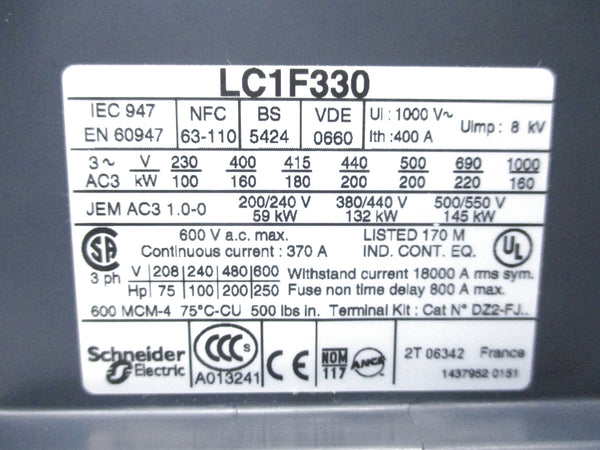 LC1F330
IEC 947 NFC BS VDE Ui : 1000 V~ Uimp : 8 kV
EN 60947 63-110 5424 0660 Ith : 400 A
3~ V 230 400 415 440 500 690 1000
AC3 kW 100 160 180 200 200 220 160
JEM AC3 1.0-0 200/240 V 380/440 V 500/550 V
59 kW 132 kW 145 kW
SA 600 V a.c. max. LISTED 170 M UL
Continuous current : 370 A IND. CONT. EQ.
3 ph V 208 240 480 600 Withstand current 18000 A rms sym.
Hp 75 100 200 250 Fuse non time delay 800 A max.
600 MCM-4 75°C-CU 500 lbs in. Terminal Kit : Cat N° DZ2-FJ..
Schneider Electric CCC S CE NOM ANCE 2T 06342 France
A013241 117 1437952 0151